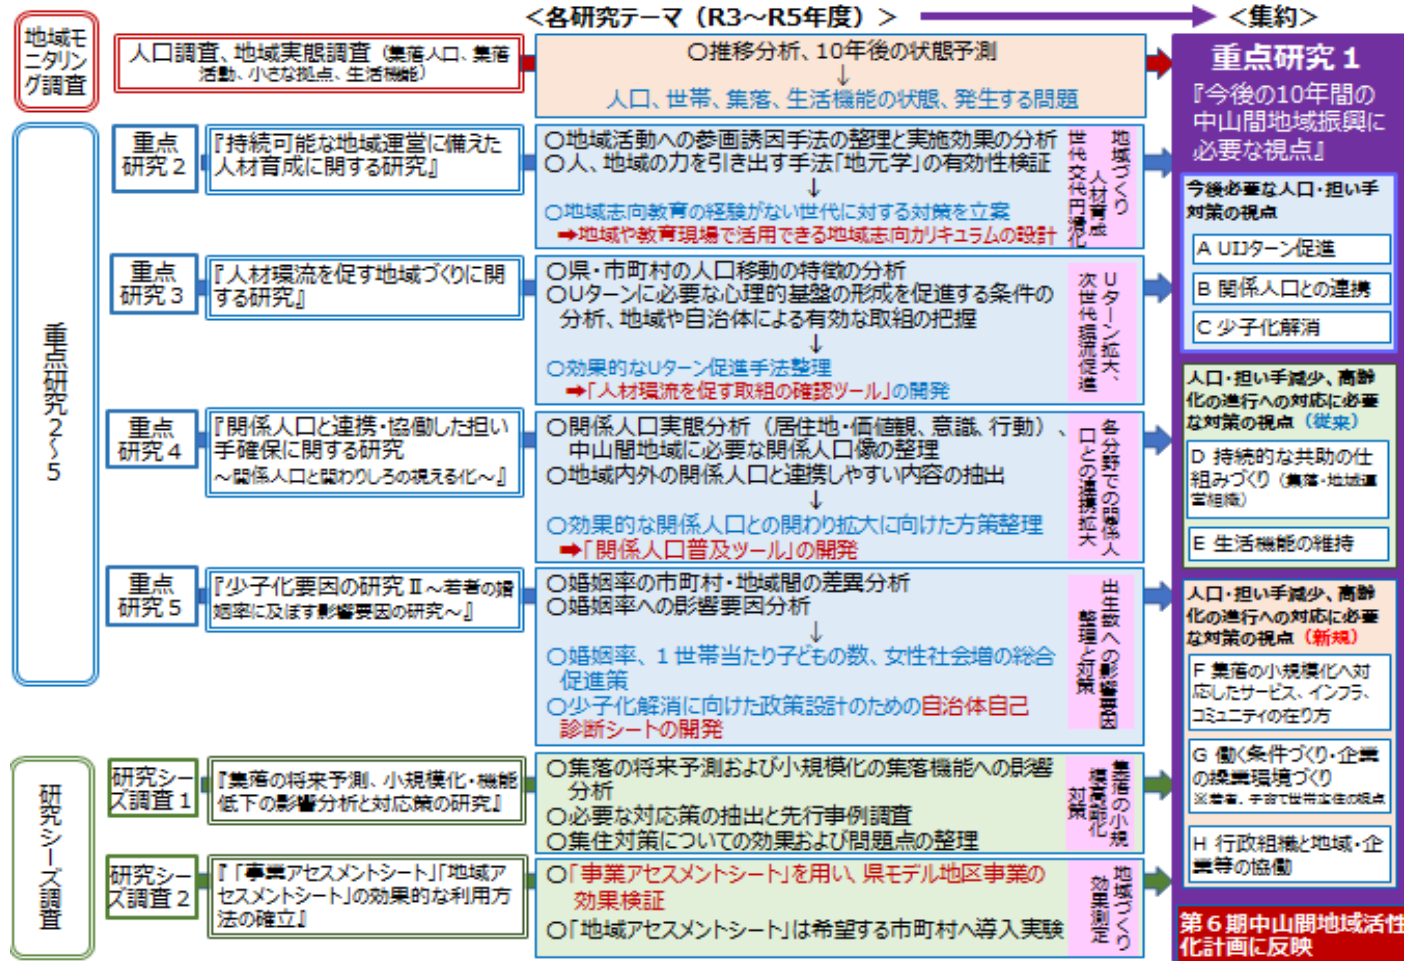 ＜各研究テーマ（R3～R5年度）＞
＜集約＞
地域モ
ニタリン
グ調査
人口調査、地域実態調査（集落人口、集落
活動、小さな拠点、生活機能）
〇推移分析、10年後の状態予測
↓
人口、世帯、集落、生活機能の状態、発生する問題
重点研究２～５
重点
研究２
『持続可能な地域運営に備えた
人材育成に関する研究』
〇地域活動への参画誘因手法の整理と実施効果の分析
〇人、地域の力を引き出す手法「地元学」の有効性検証
↓
〇地域志向教育の経験がない世代に対する対策を立案
➡地域や教育現場で活用できる地域志向カリキュラムの設計
地域づくり
人材育成
世代交代円滑化
重点
研究３
『人材環流を促す地域づくりに関
する研究』
〇県・市町村の人口移動の特徴の分析
〇Uターンに必要な心理的基盤の形成を促進する条件の
分析、地域や自治体による有効な取組の把握
↓
〇効果的なUターン促進手法整理
➡「人材環流を促す取組の確認ツール」の開発
Uターン拡大、
次世代環流促進
重点
研究４
『関係人口と連携・協働した担い
手確保に関する研究
～関係人口と関わりしろの視える化～』
〇関係人口実態分析（居住地・価値観、意識、行動）、
中山間地域に必要な関係人口像の整理
〇地域内外の関係人口と連携しやすい内容の抽出
↓
〇効果的な関係人口との関わり拡大に向けた方策整理
➡「関係人口普及ツール」の開発
各分野での関係人
口との連携拡大
重点
研究５
『少子化要因の研究Ⅱ～若者の婚
姻率に及ぼす影響要因の研究～』
〇婚姻率の市町村・地域間の差異分析
〇婚姻率への影響要因分析
↓
〇婚姻率、１世帯当たり子どもの数、女性社会増の総合
促進策
〇少子化解消に向けた政策設計のための自治体自己
診断シートの開発
出生数への影響要因
整理と対策
研究シーズ調査
研究シー
ズ調査１
『集落の将来予測、小規模化・機能
低下の影響分析と対応策の研究』
〇集落の将来予測および小規模化の集落機能への影響
分析
〇必要な対応策の抽出と先行事例調査
〇集住対策についての効果および問題点の整理
集落の小規
模高齢化
対策
研究シー
ズ調査２
『「事業アセスメントシート」「地域ア
セスメントシート」の効果的な利用方
法の確立』
〇「事業アセスメントシート」を用い、県モデル地区事業の
効果検証
〇「地域アセスメントシート」は希望する市町村へ導入実験
地域づくり
効果測定
重点研究１
『今後の10年間の
中山間地域振興に
必要な視点』
今後必要な人口・担い手
対策の視点
A UIJターン促進
B 関係人口との連携
C 少子化解消
人口・担い手減少、高齢
化の進行への対応に必要
な対策の視点（従来）
D 持続的な共助の仕
組みづくり（集落・地域運
営組織）
E 生活機能の維持
人口・担い手減少、高齢
化の進行への対応に必要
な対策の視点（新規）
F 集落の小規模化へ対
応したサービス、インフラ、
コミュニティの在り方
G 働く条件づくり・企業
の操業環境づくり
※若者、子育て世帯定住の視点
H 行政組織と地域・企
業等の協働
第６期中山間地域活性
化計画に反映